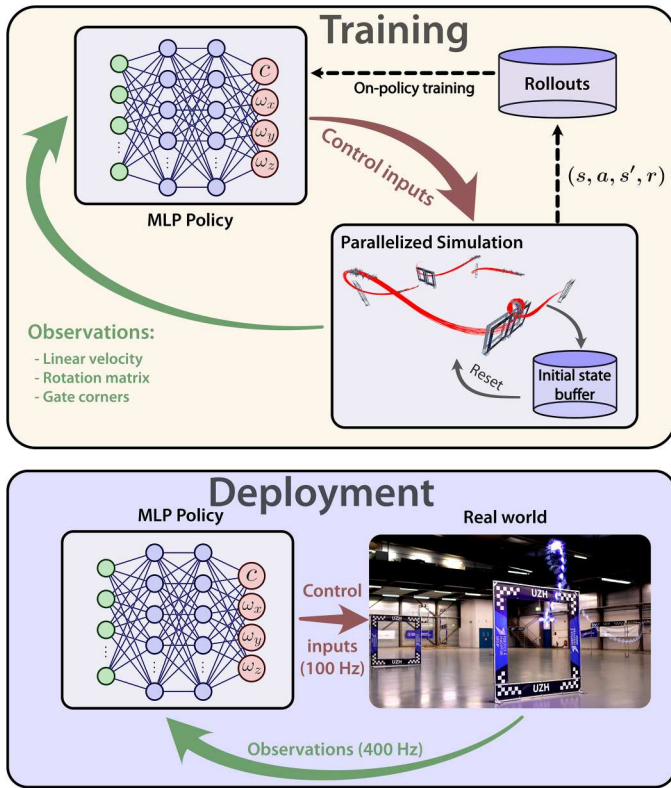 Training
c
ωx
ωy
ωz
MLP Policy
On-policy training
Rollouts
Control inputs
(s, a, s′, r)
Parallelized Simulation
Initial state
buffer
Reset
Observations:
- Linear velocity
- Rotation matrix
- Gate corners
Deployment
MLP Policy
c
ωx
ωy
ωz
Control
inputs
(100 Hz)
Real world
UZH
UZH
Observations (400 Hz)